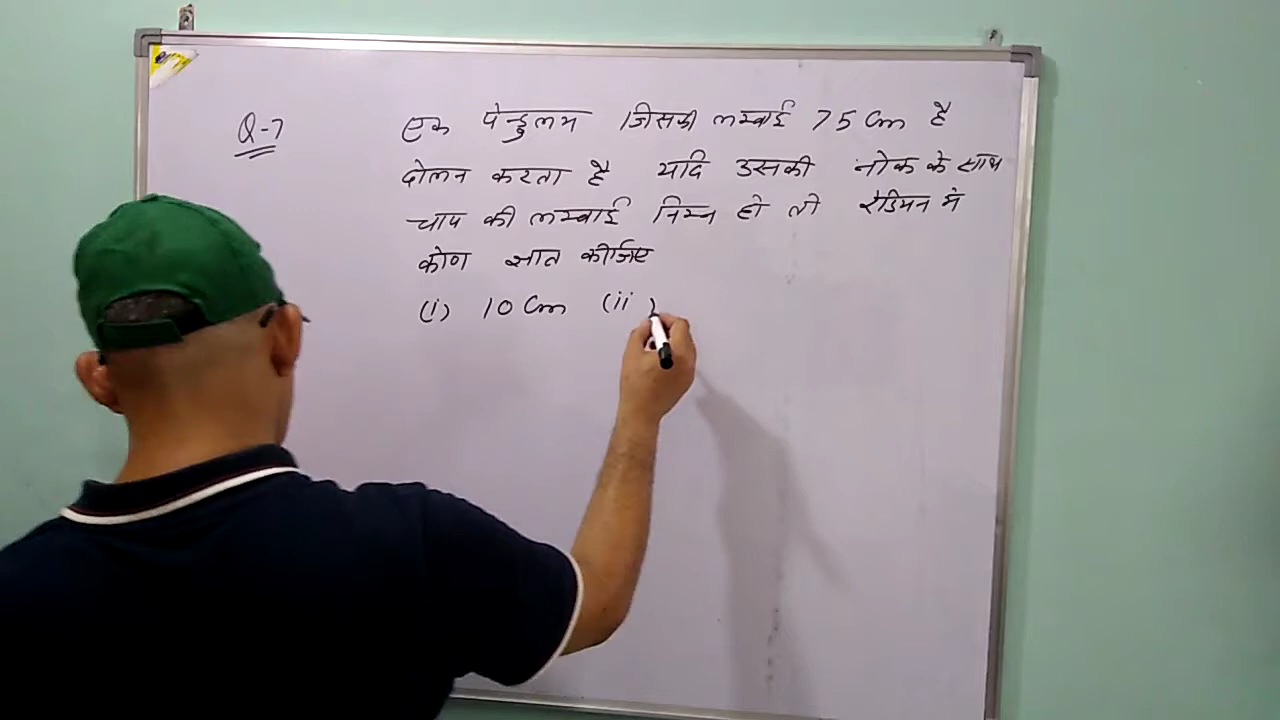 Q-7
एक पेन्डुलम जिसकी लम्बाई 75 Cm है
दोलन करता है यदि उसकी नोक के साथ
चाप की लम्बाई निम्न हो तो रेडियन में
कोण ज्ञात कीजिए
(i) 10 Cm (ii)